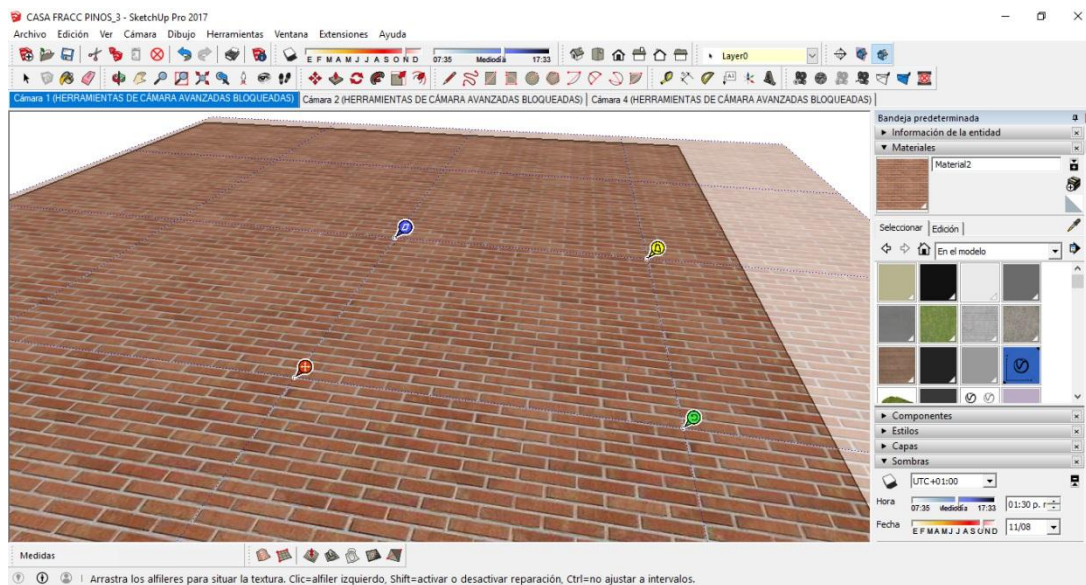 CASA FRACC PINOS_3 - SketchUp Pro 2017
Archivo Edición Ver Cámara Dibujo Herramientas Ventana Extensiones Ayuda
E F M A M J J A S O N D 07:35 Mediodía 17:33 Layer0
Cámara 1 (HERRAMIENTAS DE CÁMARA AVANZADAS BLOQUEADAS) Cámara 2 (HERRAMIENTAS DE CÁMARA AVANZADAS BLOQUEADAS) Cámara 4 (HERRAMIENTAS DE CÁMARA AVANZADAS BLOQUEADAS)
Bandeja predeterminada
Información de la entidad
Materiales
Material2
Seleccionar Edición
En el modelo
Componentes
Estilos
Capas
Sombras
UTC+01:00
Hora 07:35 Mediodía 17:33 01:30 p. r
Fecha E F M A M J J A S O N D 11/08
Medidas
Arrastra los alfileres para situar la textura. Clic=alfiler izquierdo, Shift=activar o desactivar reparación, Ctrl=no ajustar a intervalos.